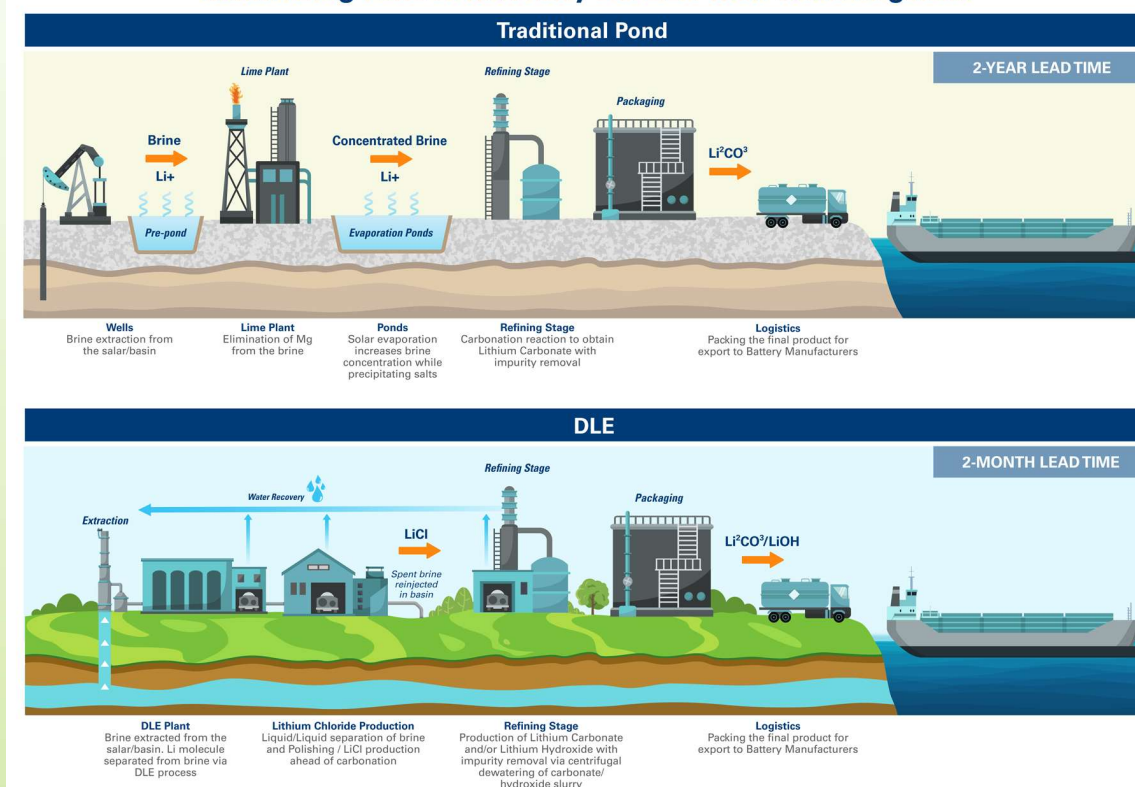 Traditional Pond
2-YEAR LEAD TIME
Lime Plant
Refining Stage
Packaging
Brine
Li+
Concentrated Brine
Li+
Li²CO³
Pre-pond
Evaporation Ponds
Wells
Brine extraction from
the salar/basin
Lime Plant
Elimination of Mg
from the brine
Ponds
Solar evaporation
increases brine
concentration while
precipitating salts
Refining Stage
Carbonation reaction to obtain
Lithium Carbonate with
impurity removal
Logistics
Packing the final product for
export to Battery Manufacturers
DLE
2-MONTH LEAD TIME
Refining Stage
Water Recovery
Packaging
Extraction
LiCl
Spent brine
reinjected
in basin
Li²CO³/LiOH
DLE Plant
Brine extracted from the
salar/basin. Li molecule
separated from brine via
DLE process
Lithium Chloride Production
Liquid/Liquid separation of brine
and Polishing / LiCl production
ahead of carbonation
Refining Stage
Production of Lithium Carbonate
and/or Lithium Hydroxide with
impurity removal via centrifugal
dewatering of carbonate/
hydroxide slurry
Logistics
Packing the final product for
export to Battery Manufacturers